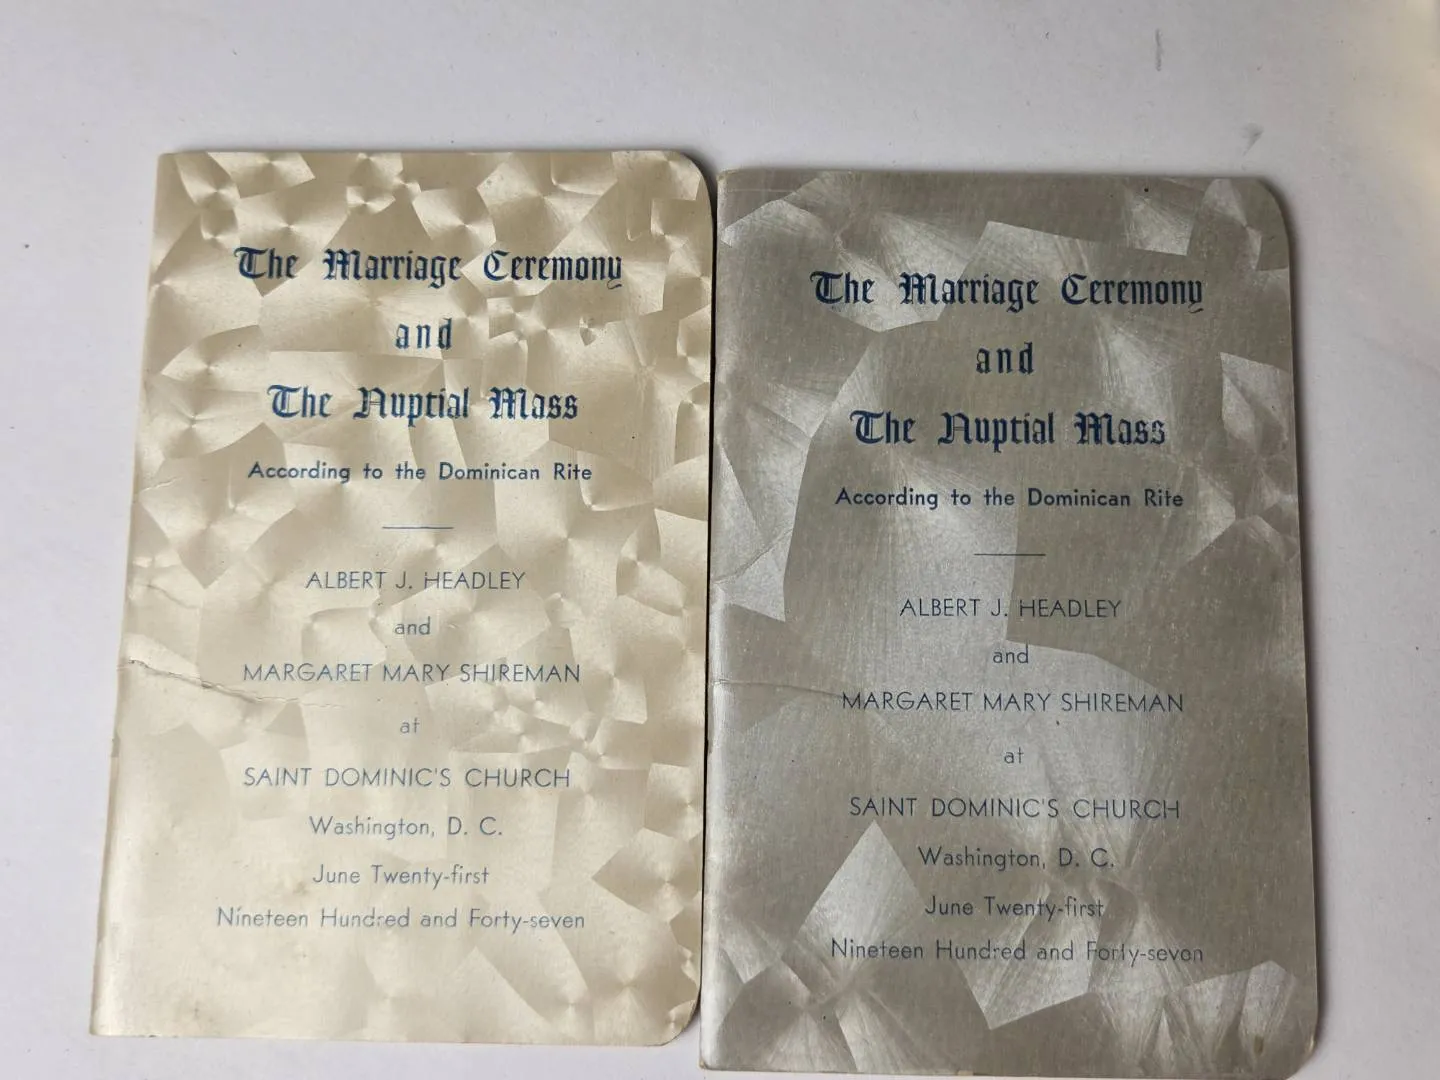 The Marriage Ceremony
and
The Nuptial Mass
According to the Dominican Rite
ALBERT J. HEADLEY
and
MARGARET MARY SHIREMAN
at
SAINT DOMINIC'S CHURCH
Washington, D. C.
June Twenty-first
Nineteen Hundred and Forty-seven
The Marriage Ceremony
and
The Nuptial Mass
According to the Dominican Rite
ALBERT J. HEADLEY
and
MARGARET MARY SHIREMAN
at
SAINT DOMINIC'S CHURCH
Washington, D. C.
June Twenty-first
Nineteen Hundred and Forty-seven